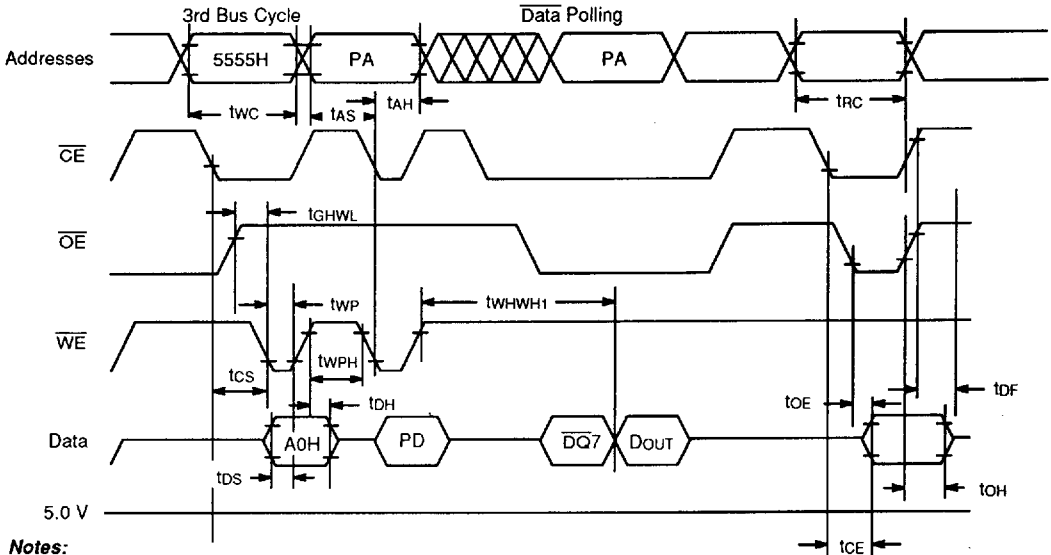 3rd Bus Cycle
Data Polling
Addresses
5555H
PA
PA
tWC
tAS
tAH
tRC
CE
tGHWL
OE
tWP
tWHWH1
WE
tWPH
tCS
tDH
tOE
tDF
Data
A0H
PD
DQ7
DOUT
tDS
tOH
5.0 V
tCE
Notes: